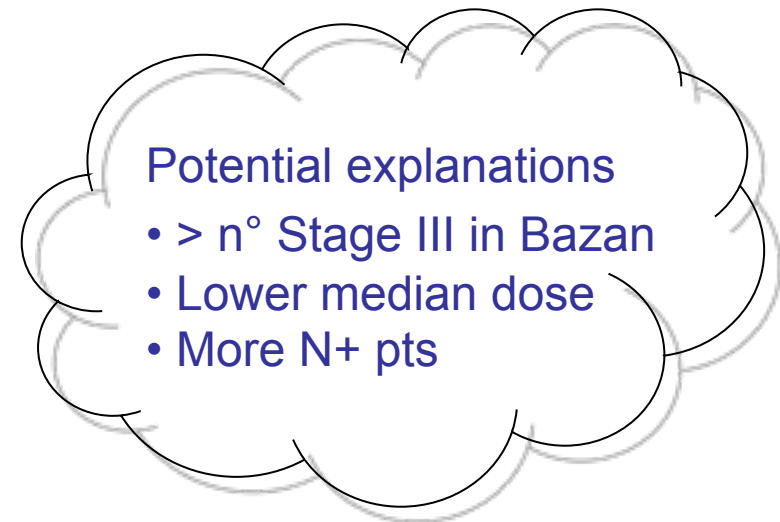 Potential explanations
• > n° Stage III in Bazan
• Lower median dose
• More N+ pts